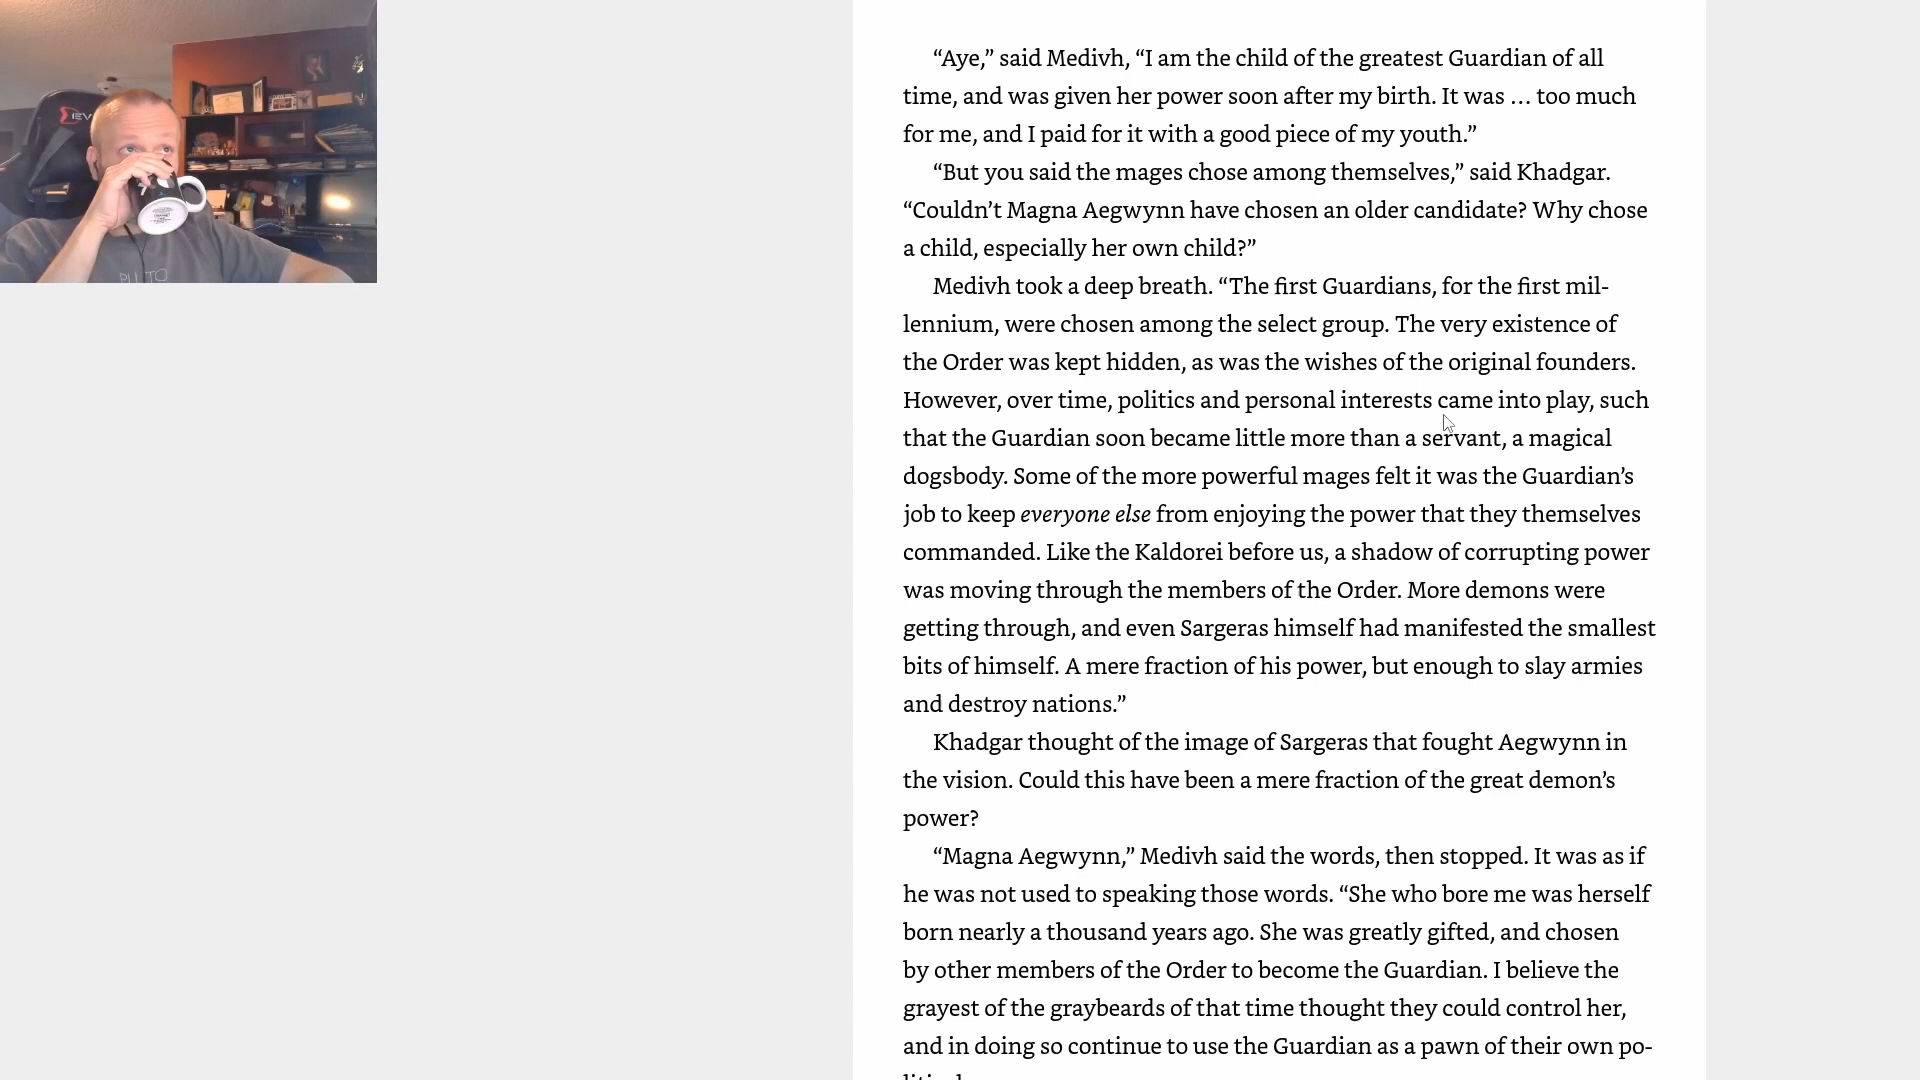 “Aye,” said Medivh, “I am the child of the greatest Guardian of all
time, and was given her power soon after my birth. It was … too much
for me, and I paid for it with a good piece of my youth.”
“But you said the mages chose among themselves,” said Khadgar.
“Couldn’t Magna Aegwynn have chosen an older candidate? Why chose
a child, especially her own child?”
Medivh took a deep breath. “The first Guardians, for the first mil-
lennium, were chosen among the select group. The very existence of
the Order was kept hidden, as was the wishes of the original founders.
However, over time, politics and personal interests came into play, such
that the Guardian soon became little more than a servant, a magical
dogsbody. Some of the more powerful mages felt it was the Guardian’s
job to keep everyone else from enjoying the power that they themselves
commanded. Like the Kaldorei before us, a shadow of corrupting power
was moving through the members of the Order. More demons were
getting through, and even Sargeras himself had manifested the smallest
bits of himself. A mere fraction of his power, but enough to slay armies
and destroy nations.”
Khadgar thought of the image of Sargeras that fought Aegwynn in
the vision. Could this have been a mere fraction of the great demon’s
power?
“Magna Aegwynn,” Medivh said the words, then stopped. It was as if
he was not used to speaking those words. “She who bore me was herself
born nearly a thousand years ago. She was greatly gifted, and chosen
by other members of the Order to become the Guardian. I believe the
grayest of the graybeards of that time thought they could control her,
and in doing so continue to use the Guardian as a pawn of their own po-
PLUTO